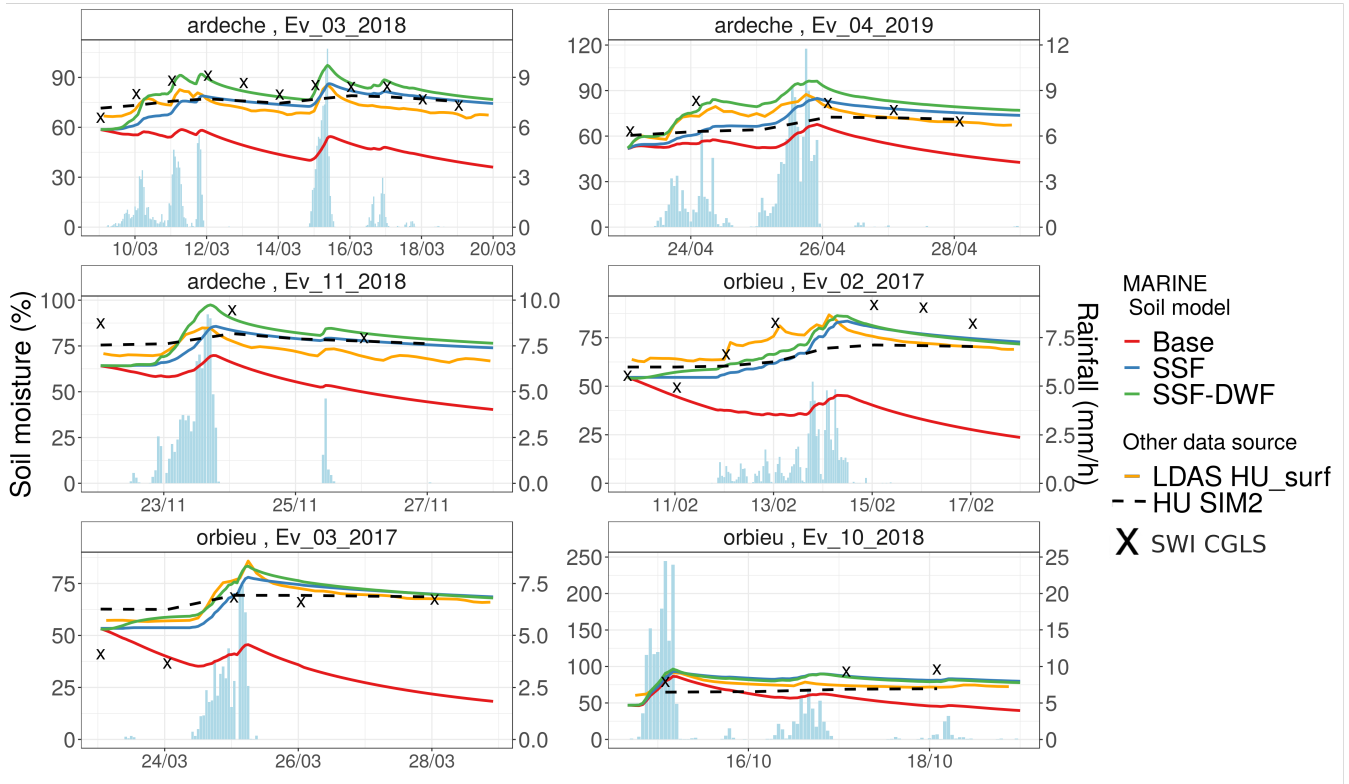 ardeche , Ev_03_2018
90
60
30
0
9
6
3
0
10/03 12/03 14/03 16/03 18/03 20/03
ardeche , Ev_04_2019
120
90
60
30
0
12
9
6
3
0
24/04 26/04 28/04
ardeche , Ev_11_2018
100
75
50
25
0
10.0
7.5
5.0
2.5
0.0
23/11 25/11 27/11
orbieu , Ev_02_2017
75
50
25
0
7.5
5.0
2.5
0.0
11/02 13/02 15/02 17/02
orbieu , Ev_03_2017
75
50
25
0
7.5
5.0
2.5
0.0
24/03 26/03 28/03
orbieu , Ev_10_2018
250
200
150
100
50
0
25
20
15
10
5
0
16/10 18/10
Soil moisture (%)
Rainfall (mm/h)
MARINE
Soil model
Base
SSF
SSF-DWF
Other data source
LDAS HU_surf
HU SIM2
X SWI CGLS